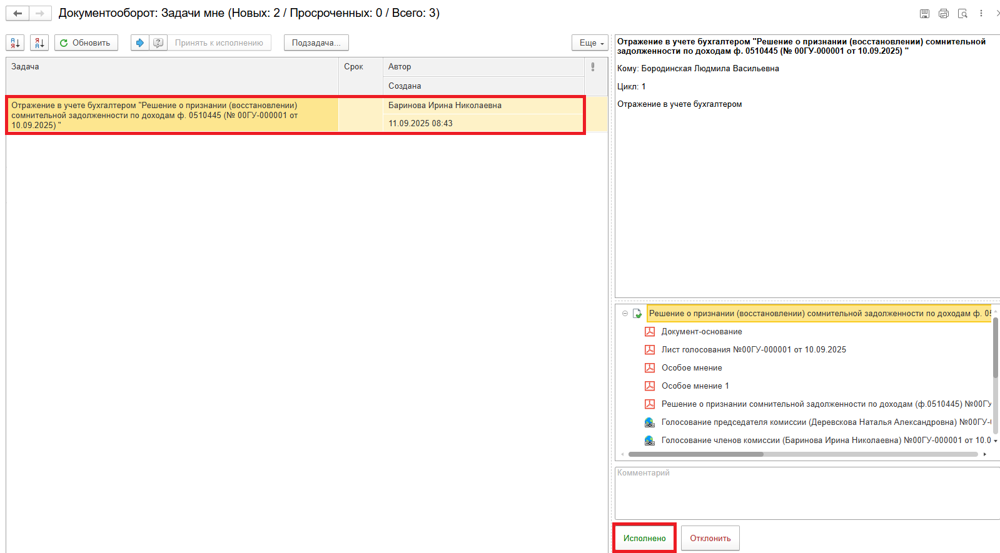 Документооборот: Задачи мне (Новых: 2 / Просроченных: 0 / Всего: 3)
Обновить
Принять к исполнению
Подзадача...
Еще
Задача
Срок
Автор
Создана
Отражение в учете бухгалтером "Решение о признании (восстановлении)
сомнительной задолженности по доходам ф. 0510445 (№ 00ГУ-000001 от
10.09.2025) "
Баринова Ирина Николаевна
11.09.2025 08:43
Отражение в учете бухгалтером "Решение о признании (восстановлении) сомнительной
задолженности по доходам ф. 0510445 (№ 00ГУ-000001 от 10.09.2025) "
Кому: Бородинская Людмила Васильевна
Цикл: 1
Отражение в учете бухгалтером
Решение о признании (восстановлении) сомнительной задолженности по доходам ф. 05
Документ-основание
Лист голосования №00ГУ-000001 от 10.09.2025
Особое мнение
Особое мнение 1
Решение о признании сомнительной задолженности по доходам (ф.0510445) №00ГУ
Голосование председателя комиссии (Деревскова Наталья Александровна) №00ГУ-
Голосование членов комиссии (Баринова Ирина Николаевна) №00ГУ-000001 от 10.0
Комментарий
Исполнено
Отклонить